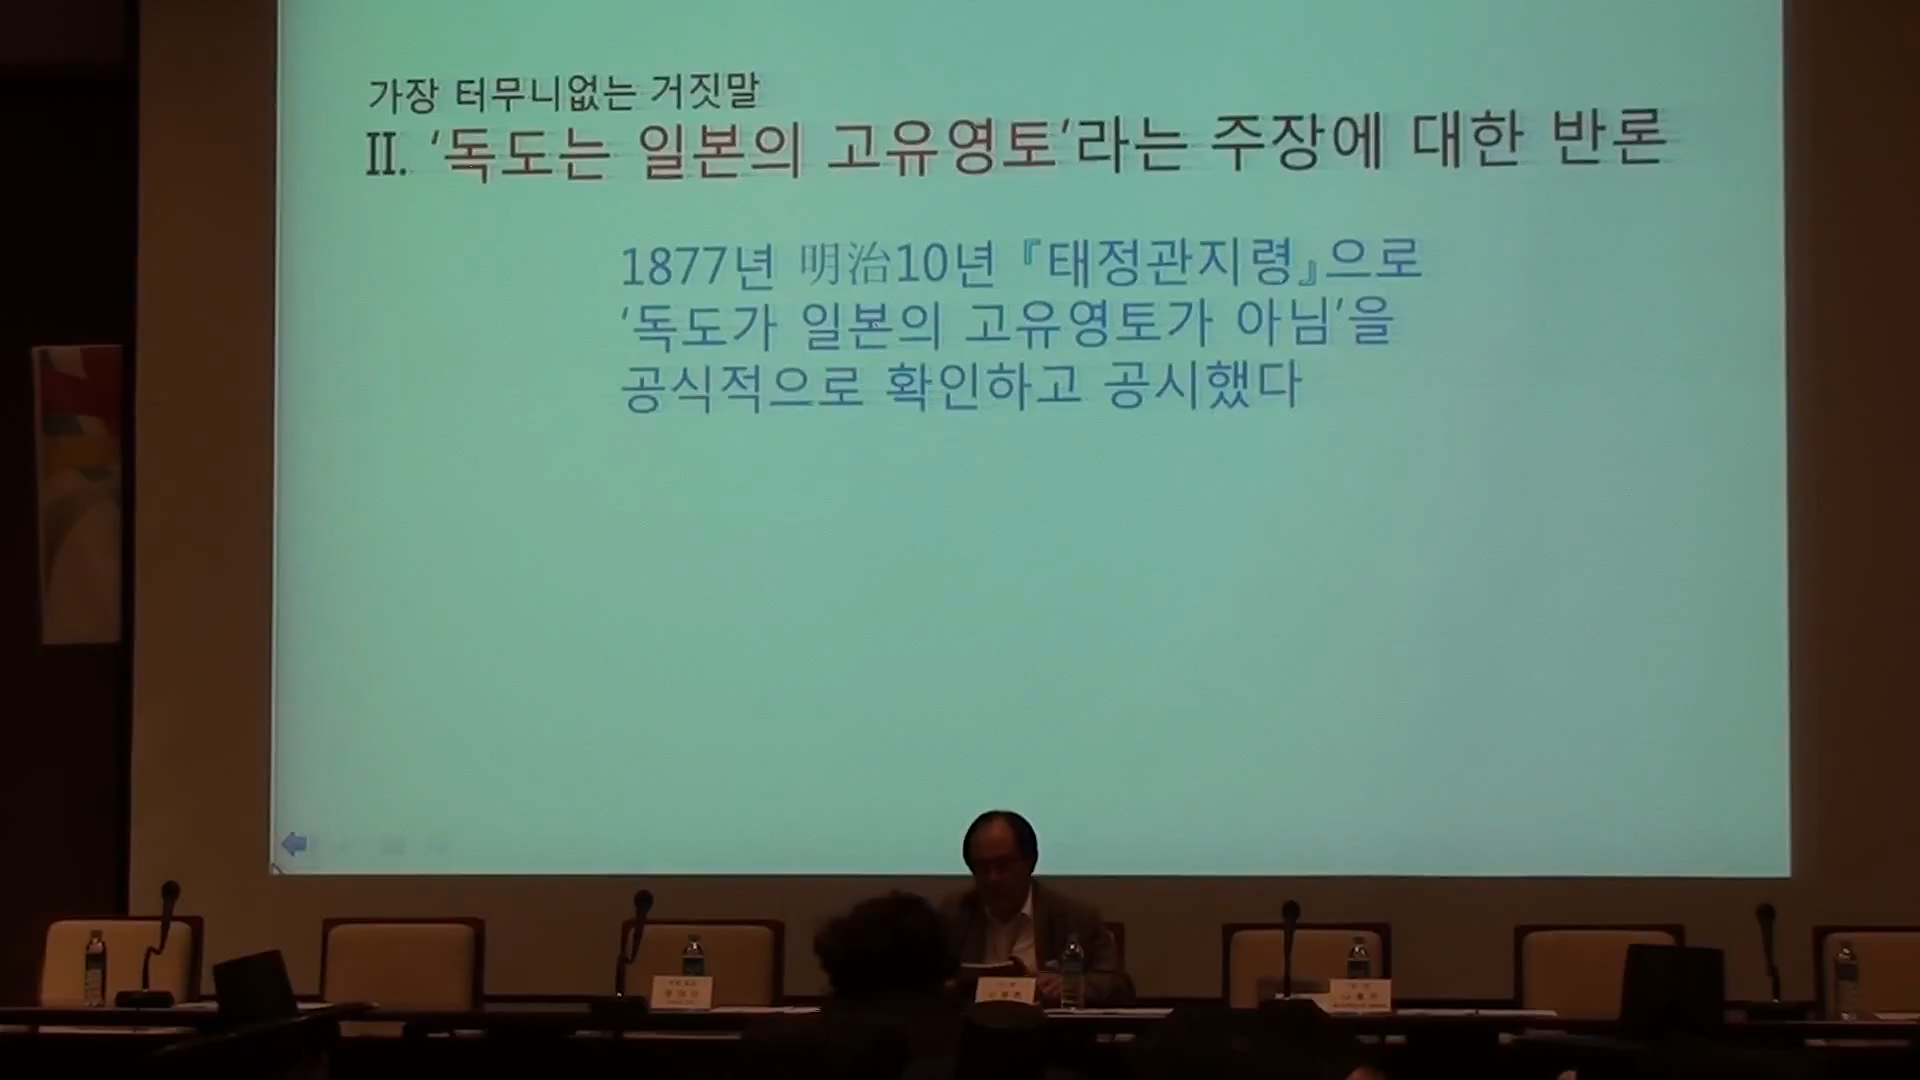 가장 터무니없는 거짓말
II. ‘독도는 일본의 고유영토’라는 주장에 대한 반론
1877년 明治10년 『태정관지령』으로
‘독도가 일본의 고유영토가 아님’을
공식적으로 확인하고 공시했다